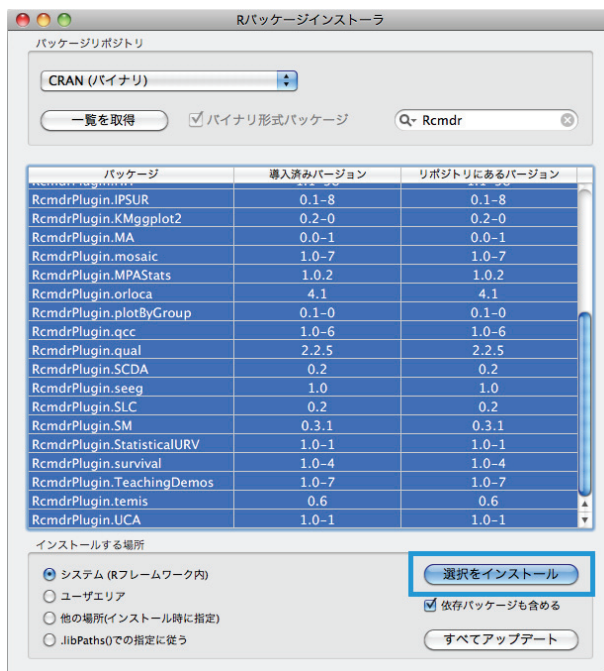 Rパッケージインストーラ
パッケージリポジトリ
CRAN (バイナリ)
一覧を取得 バイナリ形式パッケージ Rcmdr
パッケージ 導入済みバージョン リポジトリにあるバージョン
RcmdrPlugin.IPSUR 0.1-8 0.1-8
RcmdrPlugin.KMggplot2 0.2-0 0.2-0
RcmdrPlugin.MA 0.0-1 0.0-1
RcmdrPlugin.mosaic 1.0-7 1.0-7
RcmdrPlugin.MPAStats 1.0.2 1.0.2
RcmdrPlugin.orloca 4.1 4.1
RcmdrPlugin.plotByGroup 0.1-0 0.1-0
RcmdrPlugin.qcc 1.0-6 1.0-6
RcmdrPlugin.qual 2.2.5 2.2.5
RcmdrPlugin.SCDA 0.2 0.2
RcmdrPlugin.seeg 1.0 1.0
RcmdrPlugin.SLC 0.2 0.2
RcmdrPlugin.SM 0.3.1 0.3.1
RcmdrPlugin.StatisticalURV 1.0-1 1.0-1
RcmdrPlugin.survival 1.0-4 1.0-4
RcmdrPlugin.TeachingDemos 1.0-7 1.0-7
RcmdrPlugin.temis 0.6 0.6
RcmdrPlugin.UCA 1.0-1 1.0-1
インストールする場所
システム (Rフレームワーク内) 選択をインストール
ユーザエリア 依存パッケージも含める
他の場所(インストール時に指定)
.libPaths()での指定に従う すべてアップデート